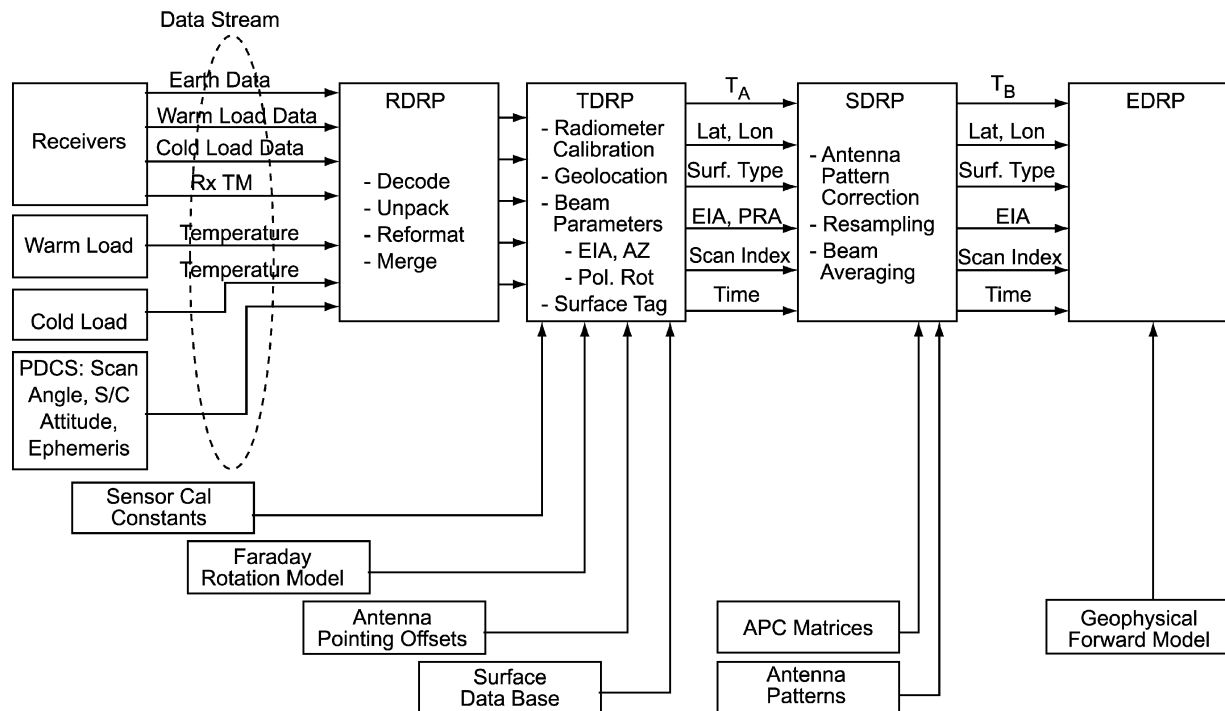 Data Stream
Receivers
Earth Data
Warm Load Data
Cold Load Data
Rx TM
Warm Load
Temperature
Temperature
Cold Load
PDCS: Scan
Angle, S/C
Attitude,
Ephemeris
RDRP
- Decode
- Unpack
- Reformat
- Merge
TDRP
- Radiometer
Calibration
- Geolocation
- Beam
Parameters
- EIA, AZ
- Pol. Rot
- Surface Tag
TA
Lat, Lon
Surf. Type
EIA, PRA
Scan Index
Time
SDRP
- Antenna
Pattern
Correction
- Resampling
- Beam
Averaging
TB
Lat, Lon
Surf. Type
EIA
Scan Index
Time
EDRP
Sensor Cal
Constants
Faraday
Rotation Model
Antenna
Pointing Offsets
Surface
Data Base
APC Matrices
Antenna
Patterns
Geophysical
Forward Model